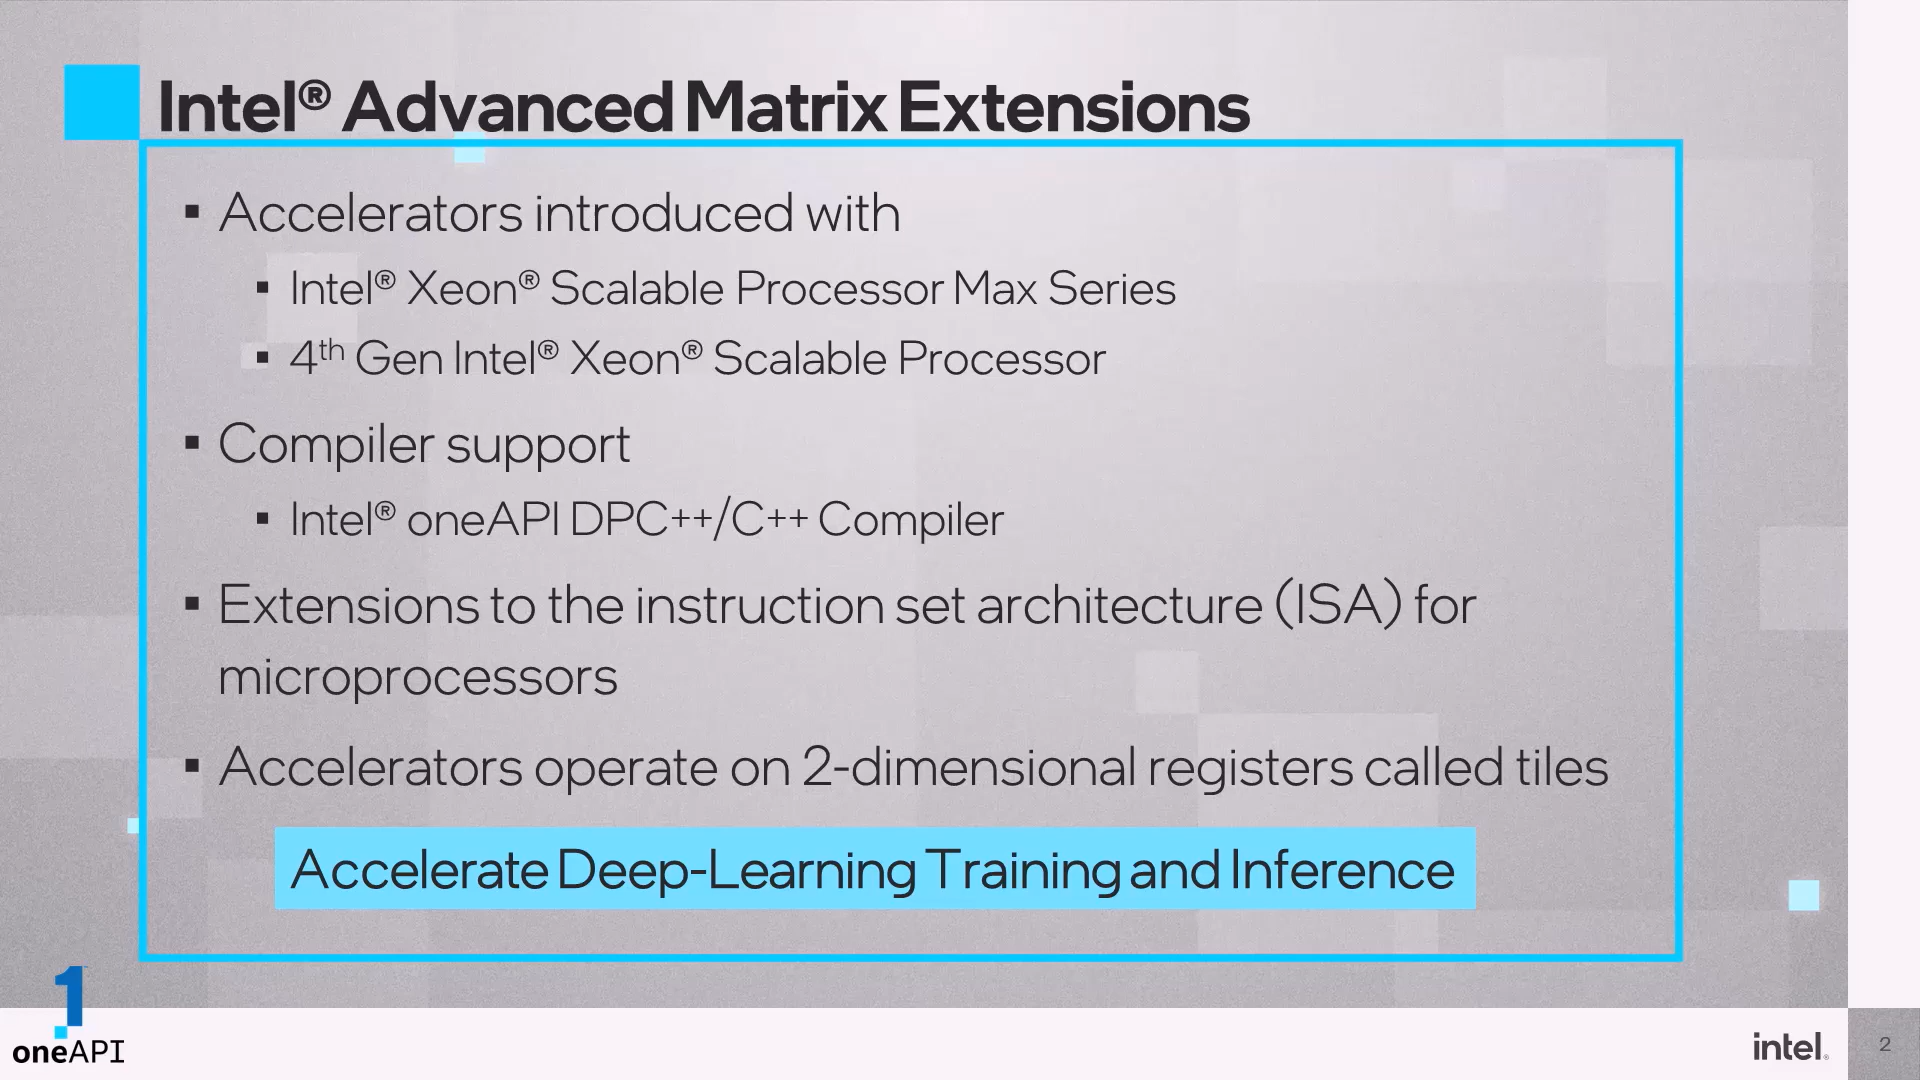 Intel® Advanced Matrix Extensions
▪ Accelerators introduced with
▪ Intel® Xeon® Scalable Processor Max Series
▪ 4th Gen Intel® Xeon® Scalable Processor
▪ Compiler support
▪ Intel® oneAPI DPC++/C++ Compiler
▪ Extensions to the instruction set architecture (ISA) for
microprocessors
▪ Accelerators operate on 2-dimensional registers called tiles
Accelerate Deep-Learning Training and Inference
1
oneAPI
intel.
2